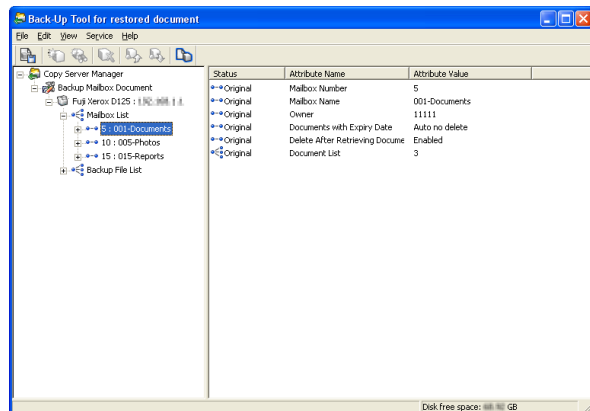 Back-Up Tool for restored document
File Edit View Service Help
Copy Server Manager
Backup Mailbox Document
Fuji Xerox D125 :
Mailbox List
5 : 001-Documents
10 : 005-Photos
15 : 015-Reports
Backup File List
Status Attribute Name Attribute Value
Original Mailbox Number 5
Original Mailbox Name 001-Documents
Original Owner 11111
Original Documents with Expiry Date Auto no delete
Original Delete After Retrieving Docume Enabled
Original Document List 3
Disk free space: GB